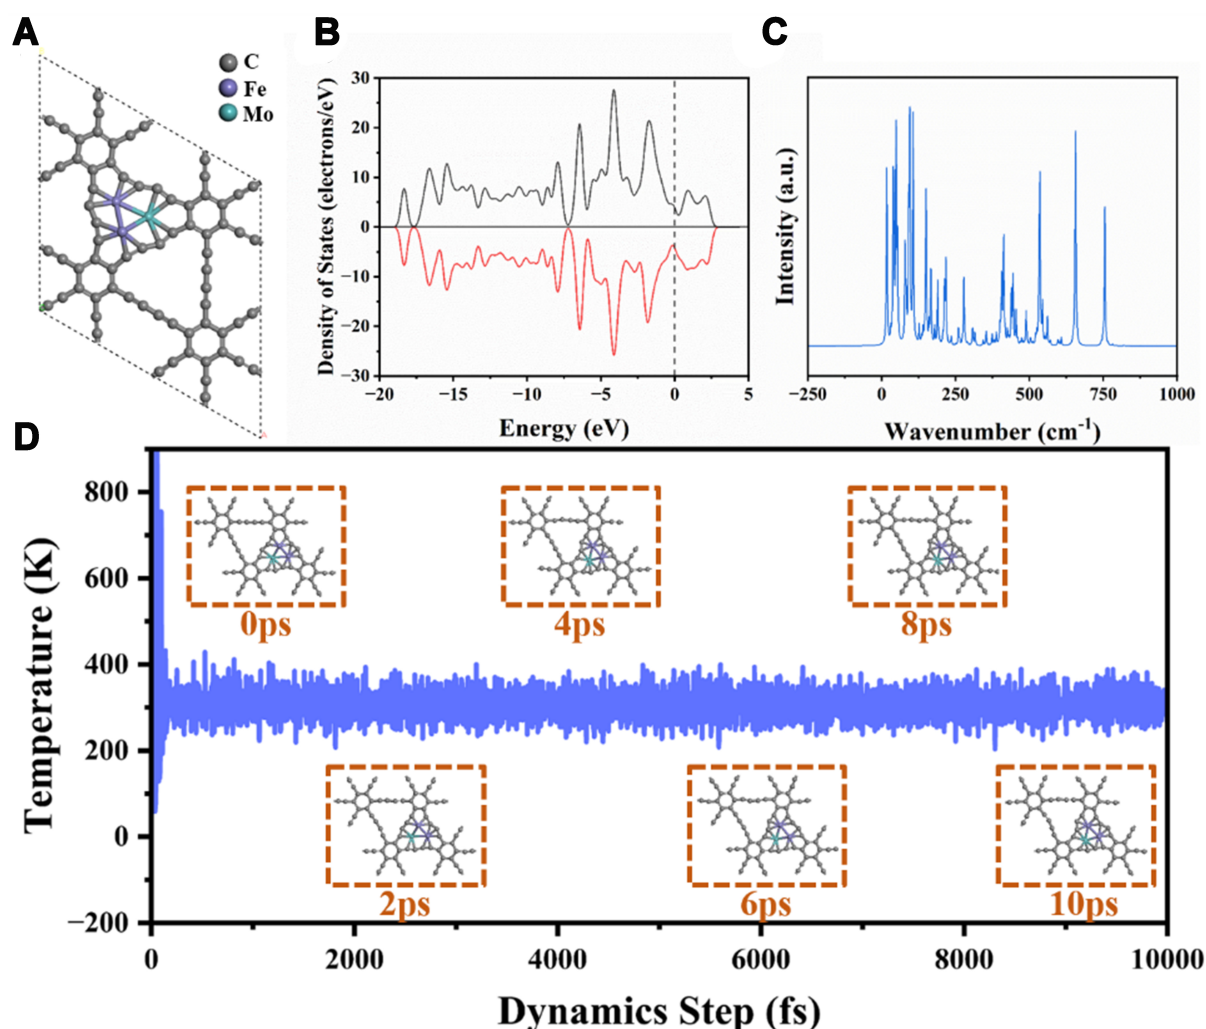 A
C
Fe
Mo
B
Density of States (electrons/eV)
30
20
10
0
−10
−20
−30
−20
−15
−10
−5
0
5
Energy (eV)
C
Intensity (a.u.)
−250
0
250
500
750
1000
Wavenumber (cm-1)
D
Temperature (K)
800
600
400
200
0
−200
0ps
4ps
8ps
2ps
6ps
10ps
0
2000
4000
6000
8000
10000
Dynamics Step (fs)